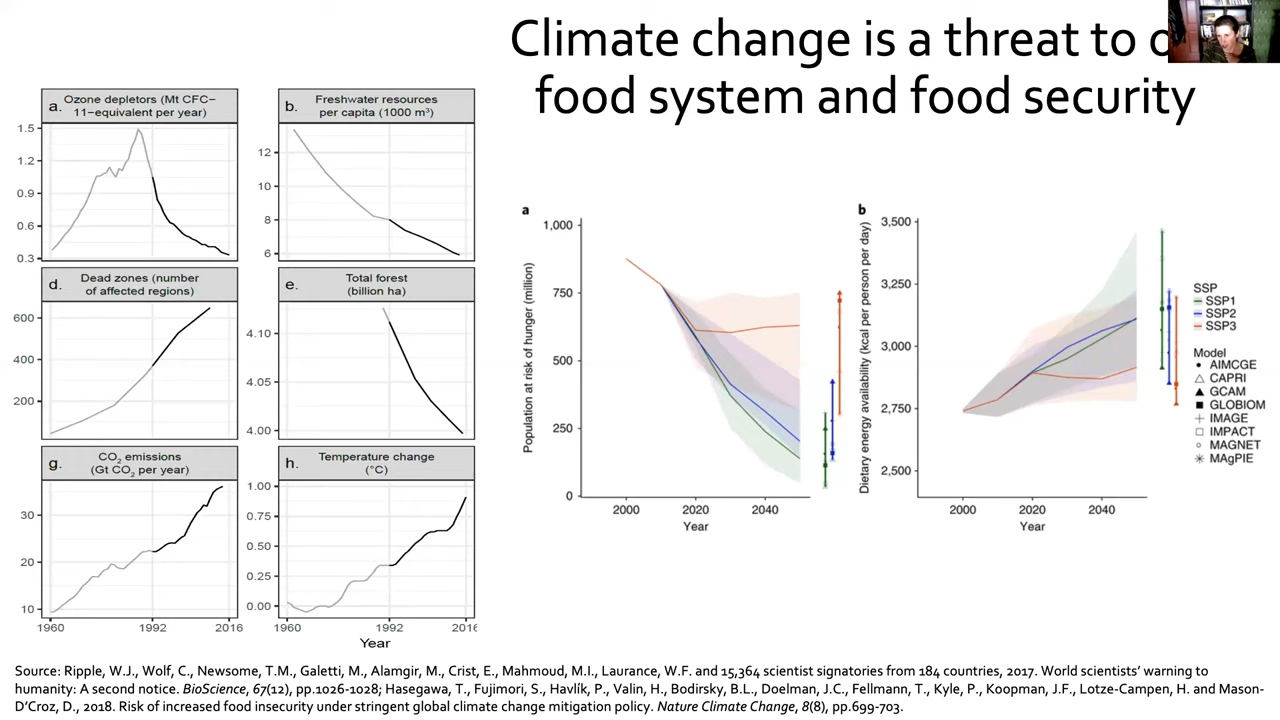 Climate change is a threat to
food system and food security
a.
Ozone depletors (Mt CFC−
11−equivalent per year)
1.5
1.2
0.9
0.6
0.3
b.
Freshwater resources
per capita (1000 m³)
12
10
8
6
d.
Dead zones (number
of affected regions)
600
400
200
e.
Total forest
(billion ha)
4.10
4.05
4.00
g.
CO₂ emissions
(Gt CO₂ per year)
30
20
10
1960
1992
2016
h.
Temperature change
(°C)
1.00
0.75
0.50
0.25
0.00
1960
1992
2016
Year
a
Population at risk of hunger (million)
1,000
750
500
250
0
2000
2020
2040
Year
b
Dietary energy availability (kcal per person per day)
3,500
3,250
3,000
2,750
2,500
2000
2020
2040
Year
SSP
SSP1
SSP2
SSP3
Model
AIMCGE
CAPRI
GCAM
GLOBIOM
IMAGE
IMPACT
MAGNET
MAgPIE
Source: Ripple, W.J., Wolf, C., Newsome, T.M., Galetti, M., Alamgir, M., Crist, E., Mahmoud, M.I., Laurance, W.F. and 15,364 scientist signatories from 184 countries, 2017. World scientists' warning to
humanity: A second notice. BioScience, 67(12), pp.1026-1028; Hasegawa, T., Fujimori, S., Havlík, P., Valin, H., Bodirsky, B.L., Doelman, J.C., Fellmann, T., Kyle, P., Koopman, J.F., Lotze-Campen, H. and Mason-
D'Croz, D., 2018. Risk of increased food insecurity under stringent global climate change mitigation policy. Nature Climate Change, 8(8), pp.699-703.